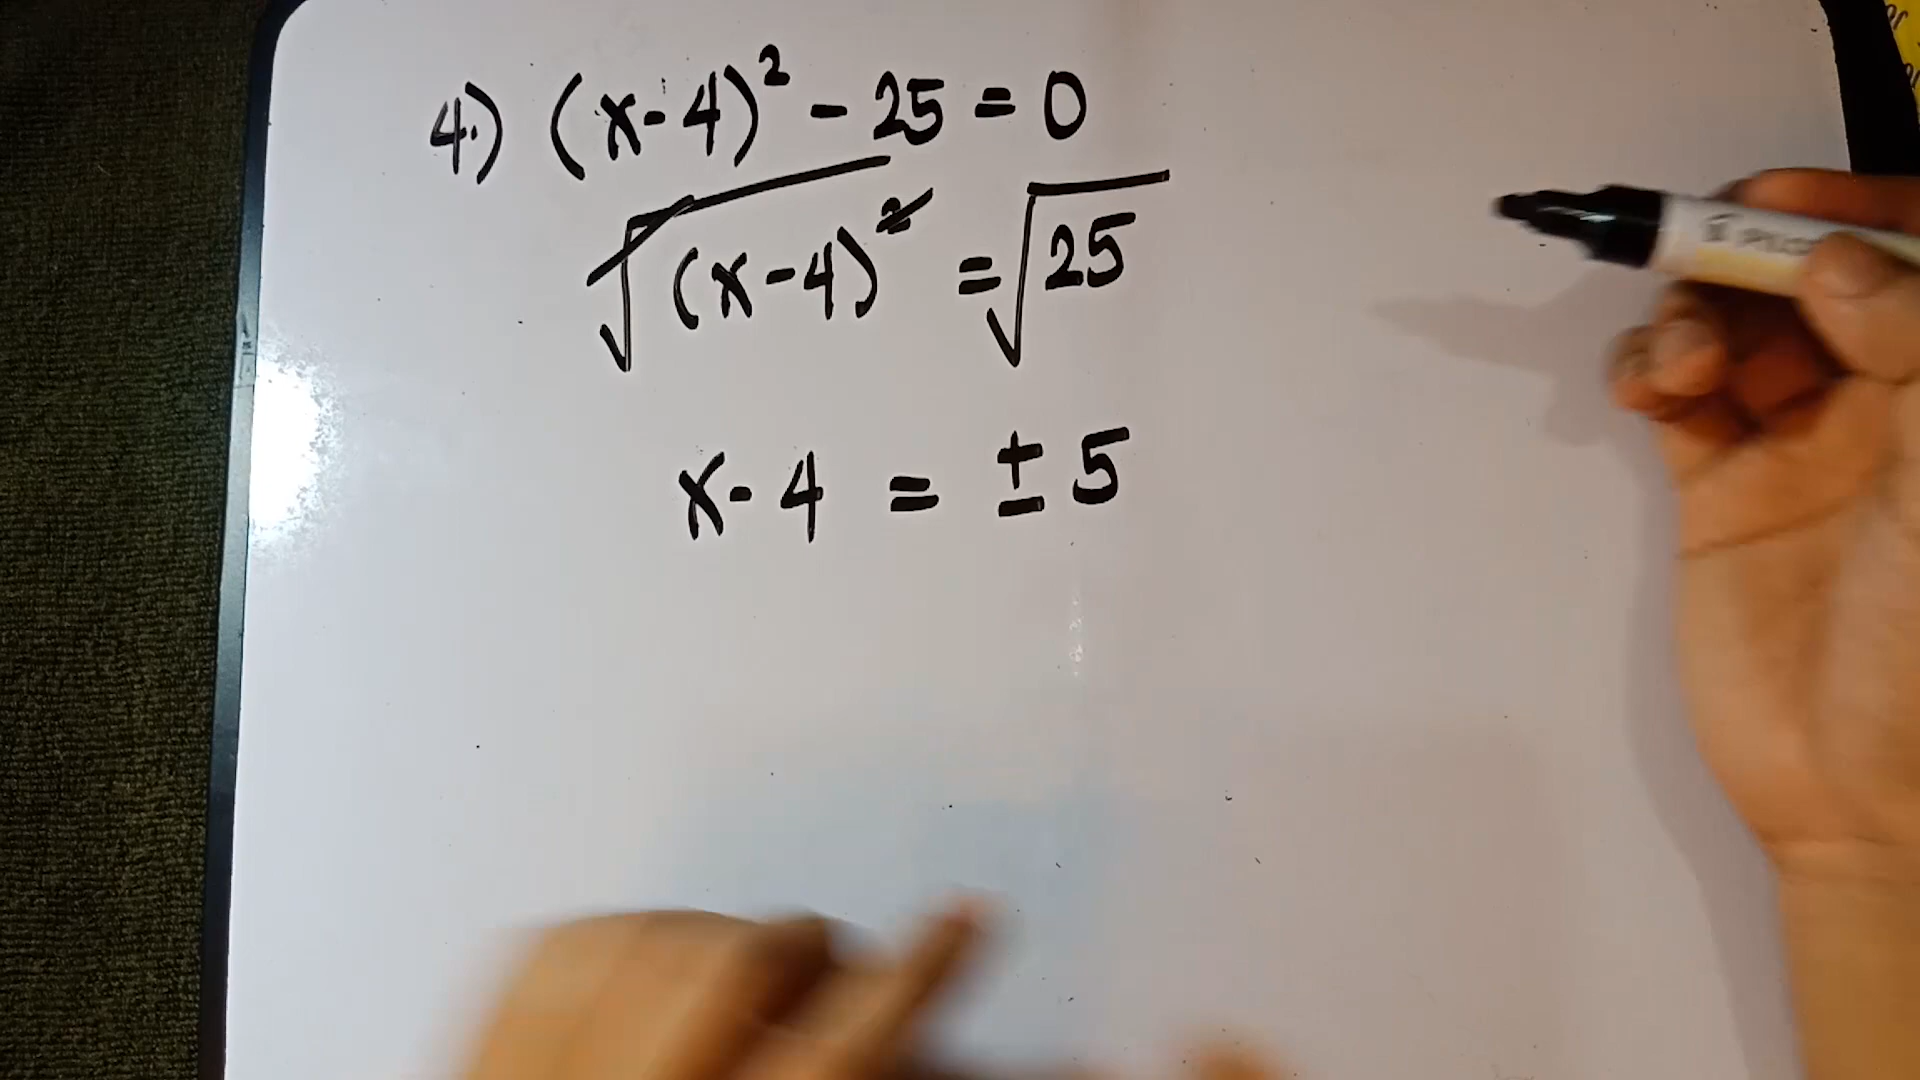 4.) (x-4)² - 25 = 0
√(x-4)² = √25
x - 4 = ± 5